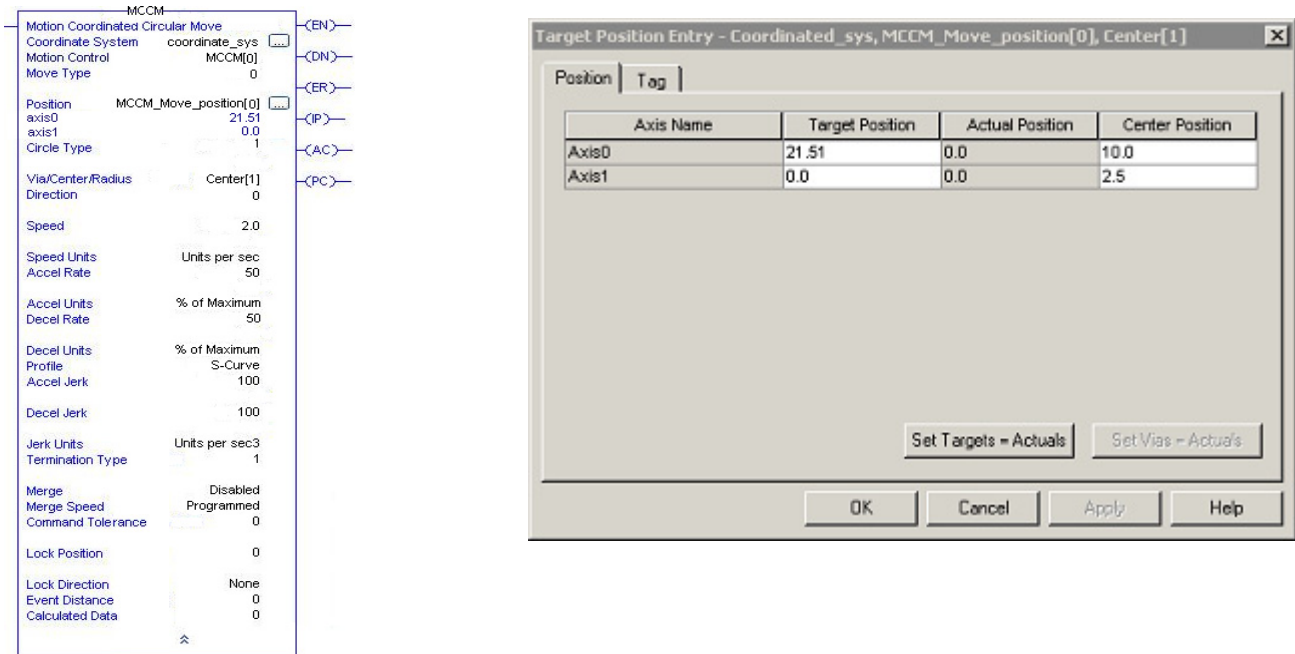 MCCM
Motion Coordinated Circular Move
Coordinate System coordinate_sys ...
Motion Control MCCM[0]
Move Type 0
Position MCCM_Move_position[0] ...
axis0 21.51
axis1 0.0
Circle Type 1
Via/Center/Radius Center[1]
Direction 0
Speed 2.0
Speed Units Units per sec
Accel Rate 50
Accel Units % of Maximum
Decel Rate 50
Decel Units % of Maximum
Profile S-Curve
Accel Jerk 100
Decel Jerk 100
Jerk Units Units per sec3
Termination Type 1
Merge Disabled
Merge Speed Programmed
Command Tolerance 0
Lock Position 0
Lock Direction None
Event Distance 0
Calculated Data 0
(EN)
(DN)
(ER)
(IP)
(AC)
(PC)
Target Position Entry - Coordinated_sys, MCCM_Move_position[0], Center[1]
Position Tag
Axis Name Target Position Actual Position Center Position
Axis0 21.51 0.0 10.0
Axis1 0.0 0.0 2.5
Set Targets = Actuals Set Vias = Actuals
OK Cancel Apply Help